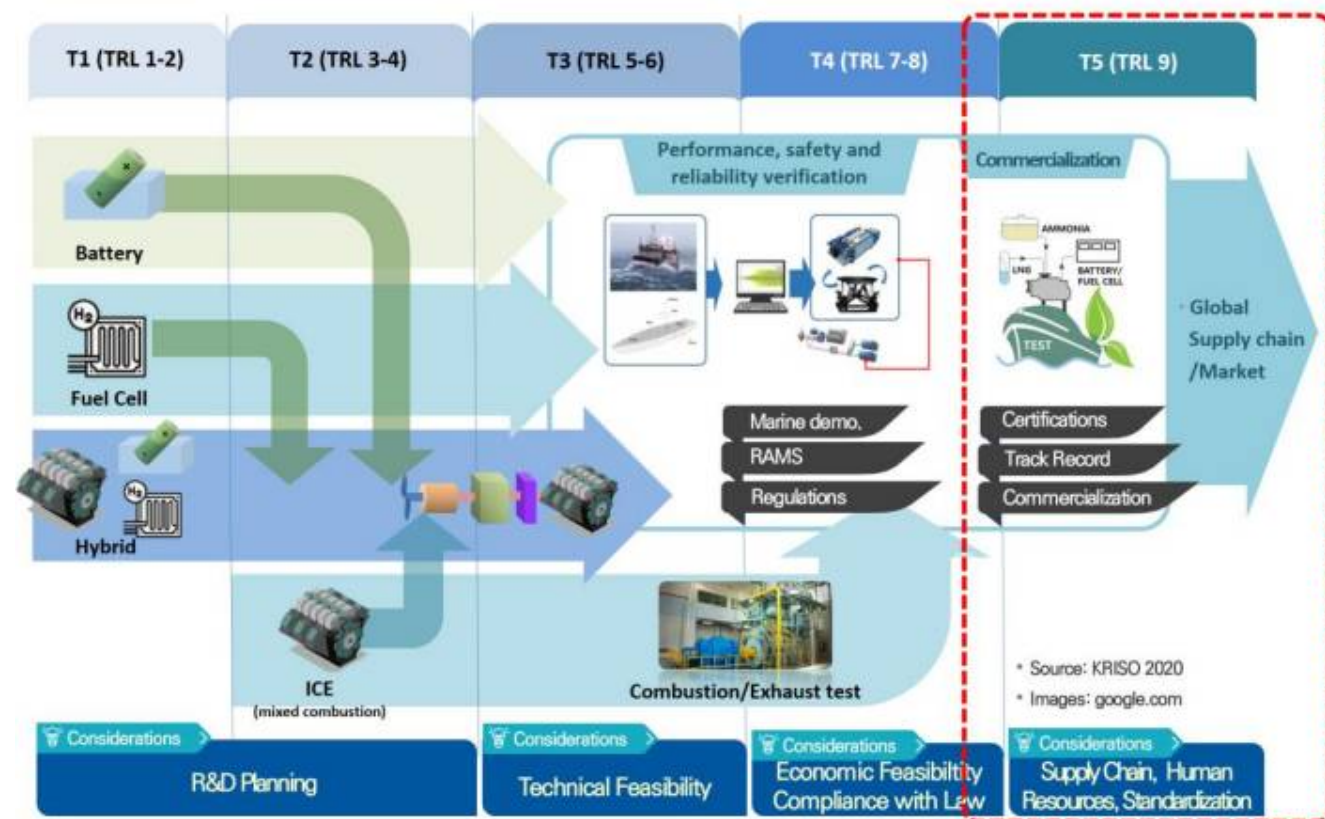 T1 (TRL 1-2)
T2 (TRL 3-4)
T3 (TRL 5-6)
T4 (TRL 7-8)
T5 (TRL 9)
Performance, safety and
reliability verification
Commercialization
Battery
AMMONIA
LNG
BATTERY/
FUEL CELL
TEST
H2
Fuel Cell
· Global
Supply chain
/Market
Marine demo.
RAMS
Regulations
Certifications
Track Record
Commercialization
H2
Hybrid
ICE
(mixed combustion)
Combustion/Exhaust test
* Source: KRISO 2020
* Images: google.com
Considerations
R&D Planning
Considerations
Technical Feasibility
Considerations
Economic Feasibiltity
Compliance with Law
Considerations
Supply Chain, Human
Resources, Standardization